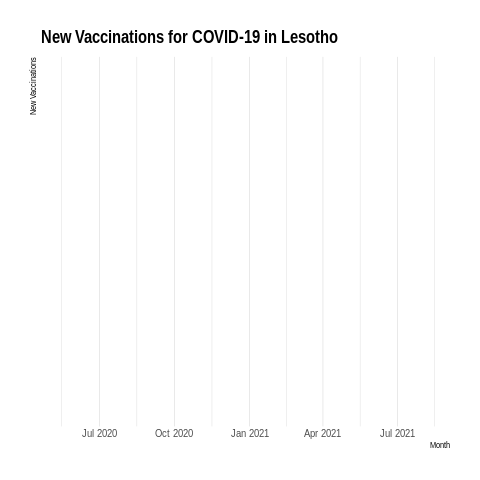 New Vaccinations for COVID-19 in Lesotho
New Vaccinations
Jul 2020 Oct 2020 Jan 2021 Apr 2021 Jul 2021
Month